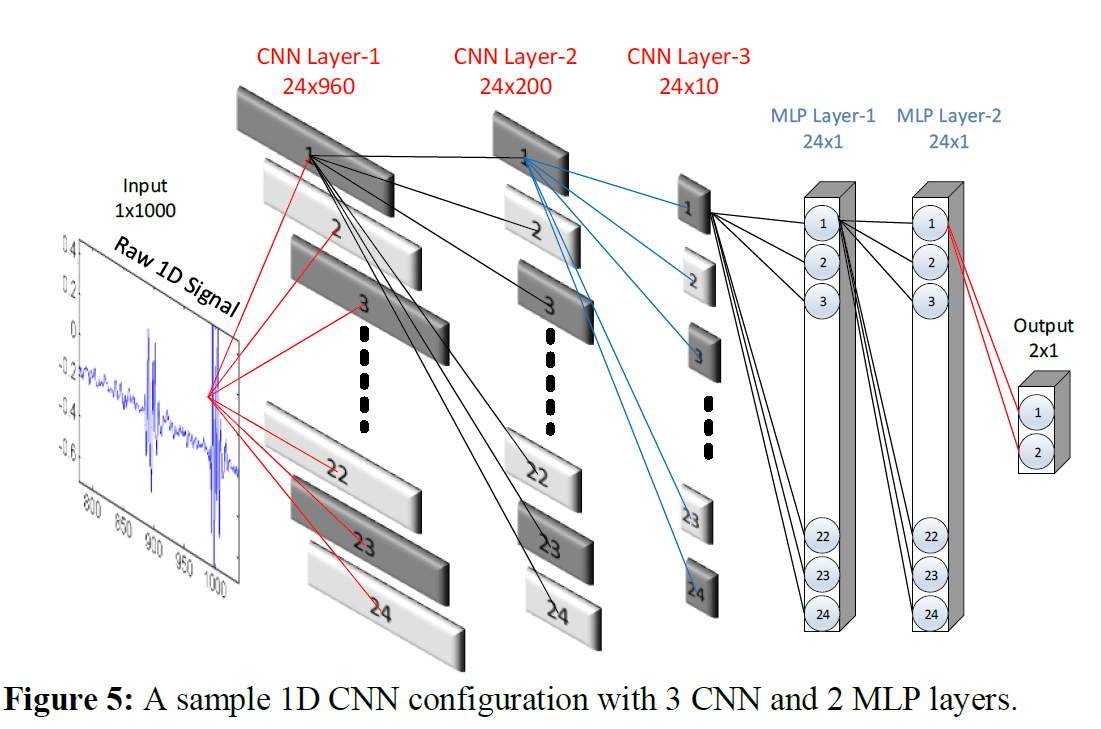 CNN Layer-1
24x960
CNN Layer-2
24x200
CNN Layer-3
24x10
MLP Layer-1
24x1
MLP Layer-2
24x1
Input
1x1000
Raw 1D Signal
0.4
0.2
0
-0.2
-0.4
-0.6
800
850
900
950
1000
1
2
3
22
23
24
1
2
3
22
23
24
1
2
3
23
24
1
2
3
22
23
24
1
2
3
22
23
24
Output
2x1
1
2
Figure 5: A sample 1D CNN configuration with 3 CNN and 2 MLP layers.